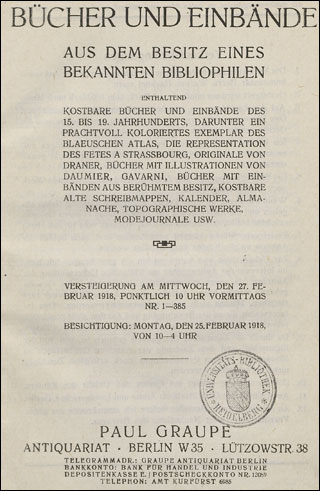 BÜCHER UND EINBÄNDE
AUS DEM BESITZ EINES
BEKANNTEN BIBLIOPHILEN
ENTHALTEND
KOSTBARE BÜCHER UND EINBÄNDE DES
15. BIS 19. JAHRHUNDERTS, DARUNTER EIN
PRACHTVOLL KOLORIERTES EXEMPLAR DES
BLAEUSCHEN ATLAS, DIE REPRESENTATION
DES FETES A STRASSBOURG, ORIGINALE VON
DRANER, BÜCHER MIT ILLUSTRATIONEN VON
DAUMIER, GAVARNI, BÜCHER MIT EIN-
BÄNDEN AUS BERÜHMTEM BESITZ, KOSTBARE
ALTE SCHREIBMAPPEN, KALENDER, ALMA-
NACHE, TOPOGRAPHISCHE WERKE,
MODEJOURNALE USW.
VERSTEIGERUNG AM MITTWOCH, DEN 27. FE-
BRUAR 1918, PÜNKTLICH 10 UHR VORMITTAGS
NR. 1—385
BESICHTIGUNG: MONTAG, DEN 25. FEBRUAR 1918,
VON 10—4 UHR
UNIVERSITÄTS-BIBLIOTHEK
HEIDELBERG
PAUL GRAUPE
ANTIQUARIAT · BERLIN W 35 · LÜTZOWSTR. 38
TELEGRAMMADR.: GRAUPE ANTIQUARIAT BERLIN
BANKKONTO: BANK FÜR HANDEL UND INDUSTRIE
DEPOSITENKASSE E | POSTSCHECKKONTO NR. 12089
TELEPHON: AMT KURFÜRST 6685